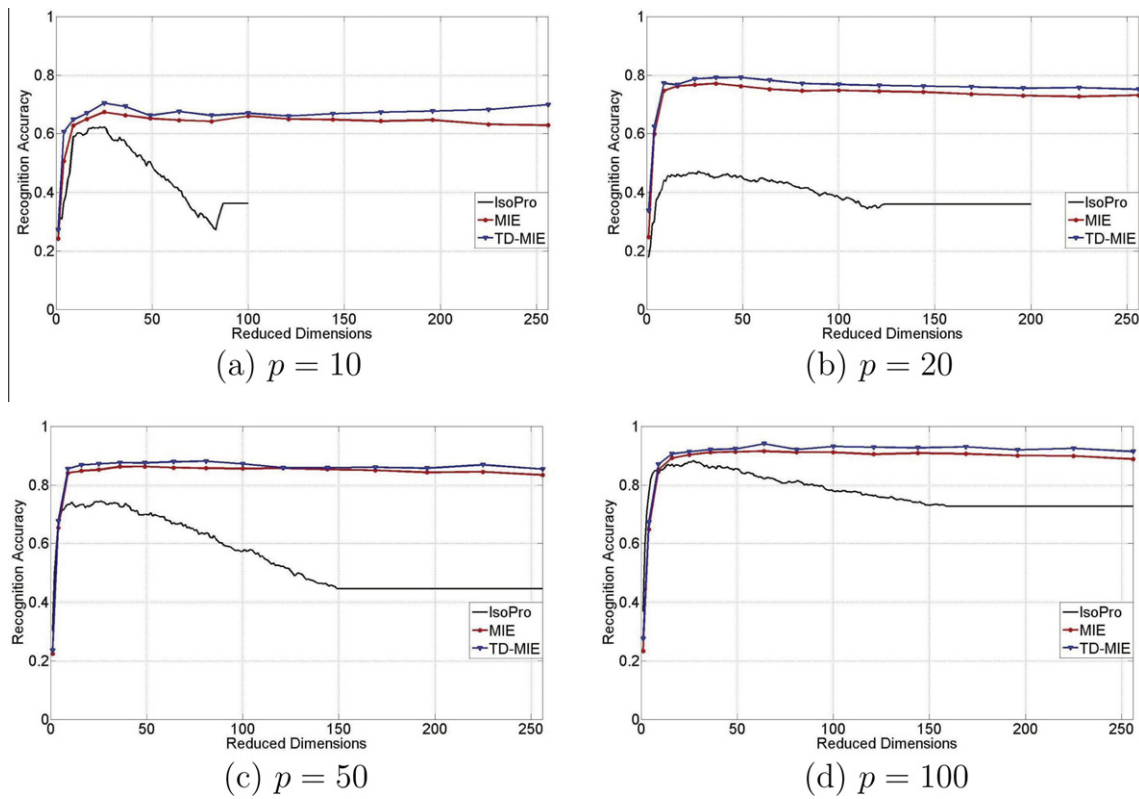 1
0.8
0.6
0.4
0.2
0
Recognition Accuracy
IsoPro
MIE
TD-MIE
0 50 100 150 200 250
Reduced Dimensions
(a) p = 10
1
0.8
0.6
0.4
0.2
0
Recognition Accuracy
IsoPro
MIE
TD-MIE
0 50 100 150 200 250
Reduced Dimensions
(b) p = 20
1
0.8
0.6
0.4
0.2
0
Recognition Accuracy
IsoPro
MIE
TD-MIE
0 50 100 150 200 250
Reduced Dimensions
(c) p = 50
1
0.8
0.6
0.4
0.2
0
Recognition Accuracy
IsoPro
MIE
TD-MIE
0 50 100 150 200 250
Reduced Dimensions
(d) p = 100